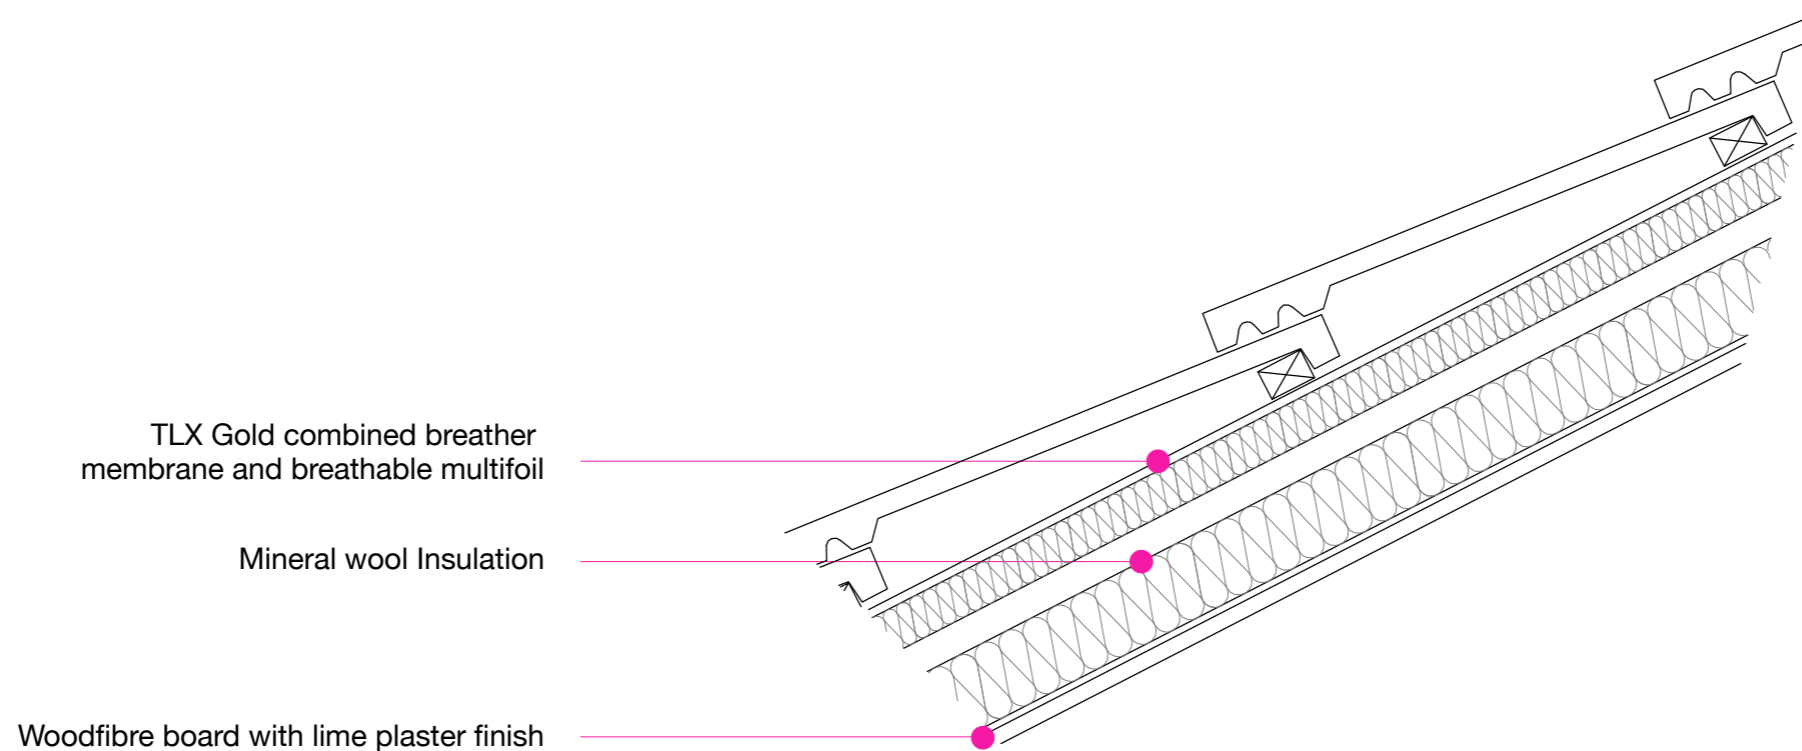 TLX Gold combined breather
membrane and breathable multifoil
Mineral wool Insulation
Woodfibre board with lime plaster finish